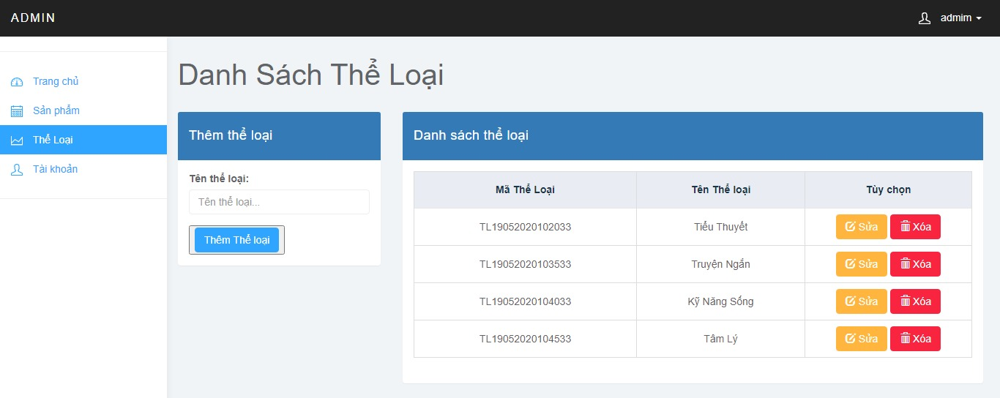 ADMIN
admim
Trang chủ
Sản phẩm
Thể Loại
Tài khoản
Danh Sách Thể Loại
Thêm thể loại
Tên thể loại:
Tên thể loại...
Thêm Thể loại
Danh sách thể loại
Mã Thể Loại Tên Thể loại Tùy chọn
TL19052020102033 Tiểu Thuyết Sửa Xóa
TL19052020103533 Truyện Ngắn Sửa Xóa
TL19052020104033 Kỹ Năng Sống Sửa Xóa
TL19052020104533 Tâm Lý Sửa Xóa